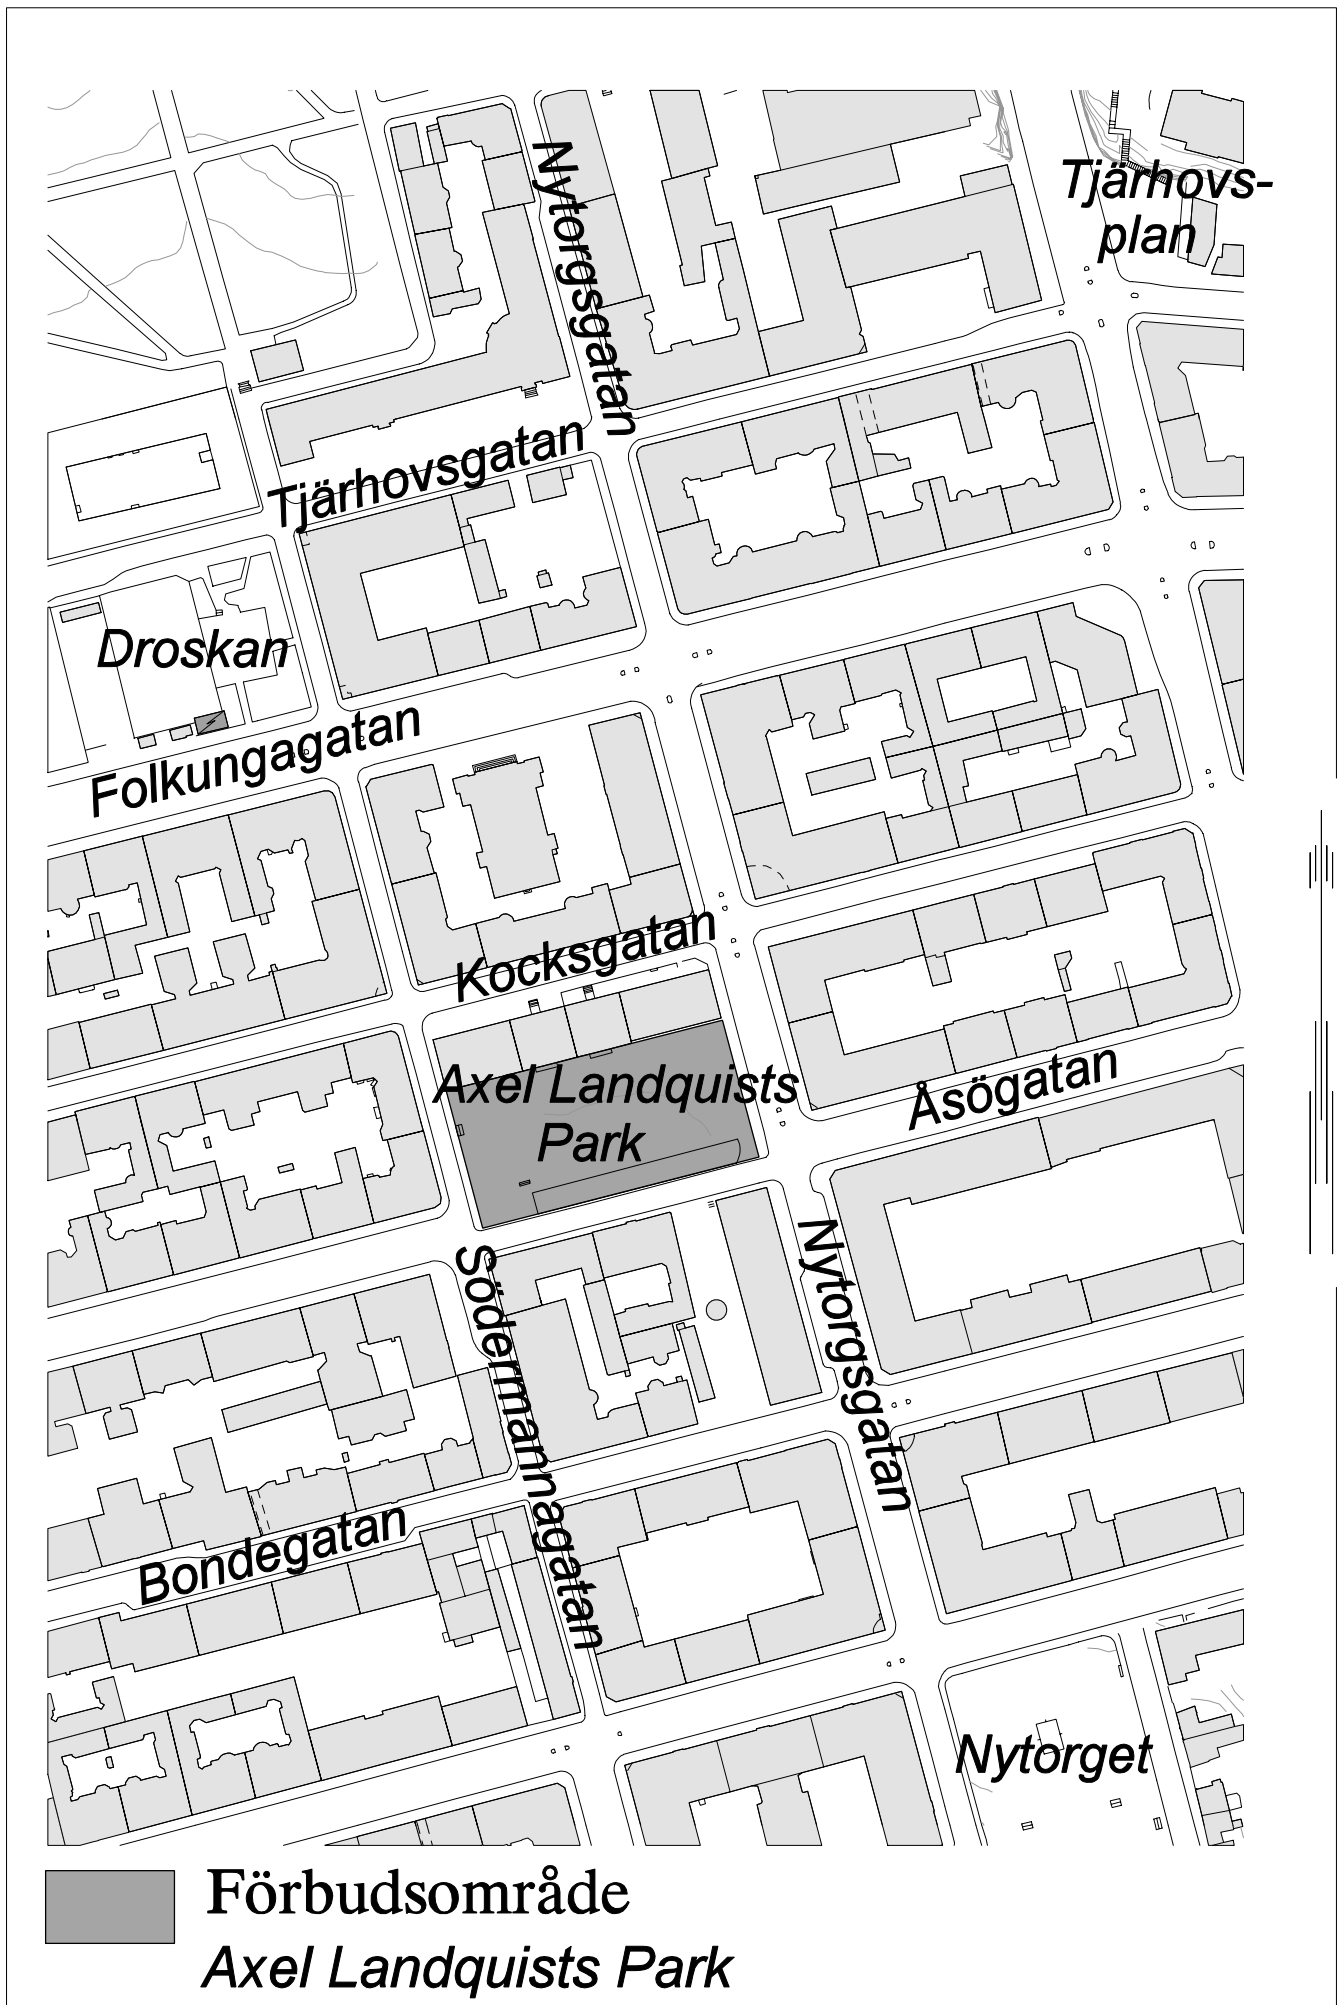 Nytorgsgatan
Tjärhovs-
plan
Tjärhovsgatan
Droskan
Folkungagatan
Kocksgatan
Axel Landquists
Park
Åsögatan
Södermannagatan
Nytorgsgatan
Bondegatan
Nytorget
Förbudsområde
Axel Landquists Park